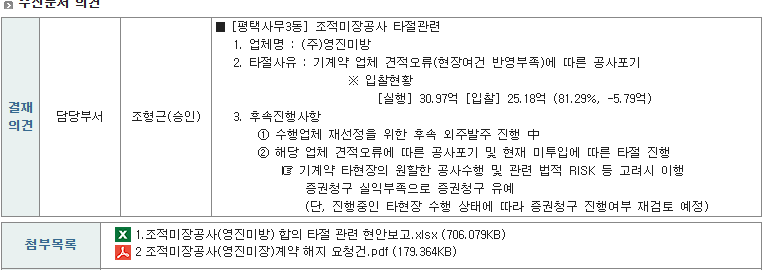 수신문서 의견
■ [평택사무3동] 조적미장공사 타절관련
1. 업체명 : (주)영진미방
2. 타절사유 : 기계약 업체 견적오류(현장여건 반영부족)에 따른 공사포기
※ 입찰현황
[실행] 30.97억 [입찰] 25.18억 (81.29%, -5.79억)
결재
의견
담당부서
조형근(승인)
3. 후속진행사항
① 수행업체 재선정을 위한 후속 외주발주 진행 中
② 해당 업체 견적오류에 따른 공사포기 및 현재 미투입에 따른 타절 진행
☞ 기계약 타현장의 원활한 공사수행 및 관련 법적 RISK 등 고려시 이행
증권청구 실익부족으로 증권청구 유예
(단, 진행중인 타현장 수행 상태에 따라 증권청구 진행여부 재검토 예정)
첨부목록
1.조적미장공사(영진미방) 합의 타절 관련 현안보고.xlsx (706.079KB)
2 조적미장공사(영진미장)계약 해지 요청건.pdf (179.364KB)